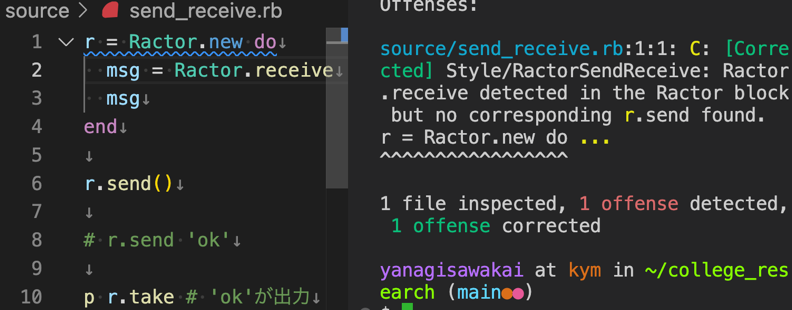 source > send_receive.rb
1 r = Ractor.new do↓
2 msg = Ractor.receive↓
3 msg↓
4 end↓
5 ↓
6 r.send()↓
7 ↓
8 # r.send 'ok'↓
9 ↓
10 p r.take # 'ok'が出力↓
Offenses:
source/send_receive.rb:1:1: C: [Corre
cted] Style/RactorSendReceive: Ractor
.receive detected in the Ractor block
but no corresponding r.send found.
r = Ractor.new do ...
^^^^^^^^^^^^^^^^^
1 file inspected, 1 offense detected,
1 offense corrected
yanagisawakai at kym in ~/college_res
earch (main●●)